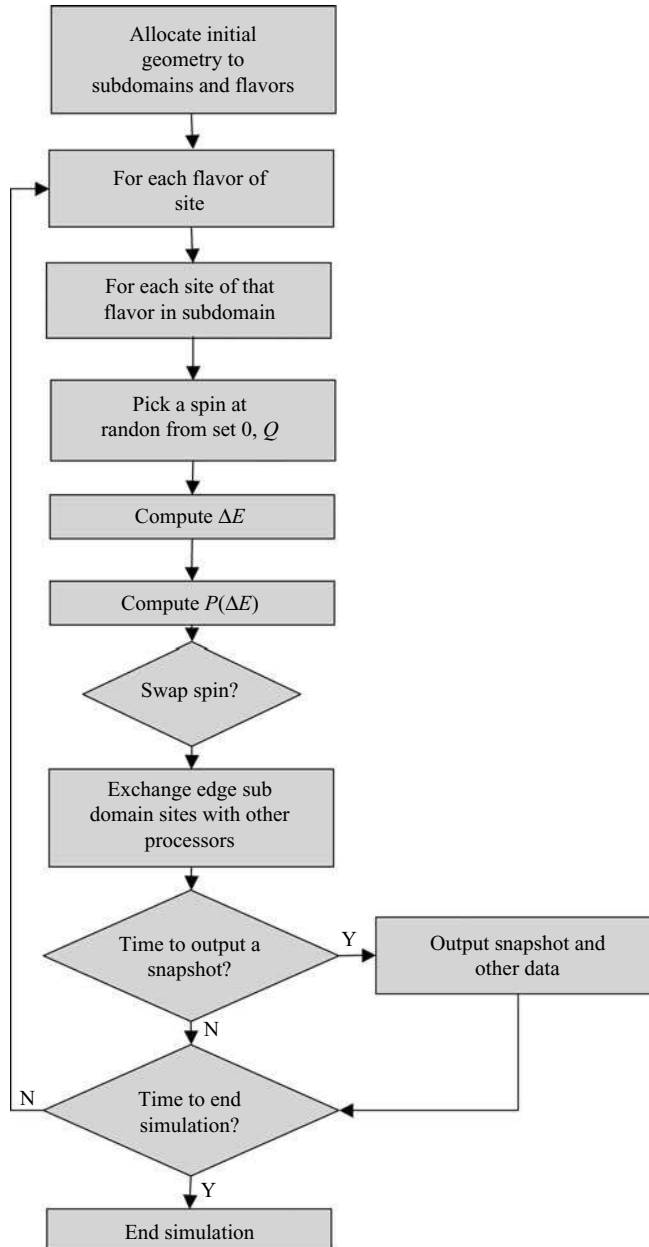 Allocate initial
geometry to
subdomains and flavors
For each flavor of
site
For each site of that
flavor in subdomain
Pick a spin at
randon from set 0, Q
Compute ΔE
Compute P(ΔE)
Swap spin?
Exchange edge sub
domain sites with other
processors
Time to output a
snapshot?
Y
Output snapshot and
other data
N
N
Time to end
simulation?
Y
End simulation